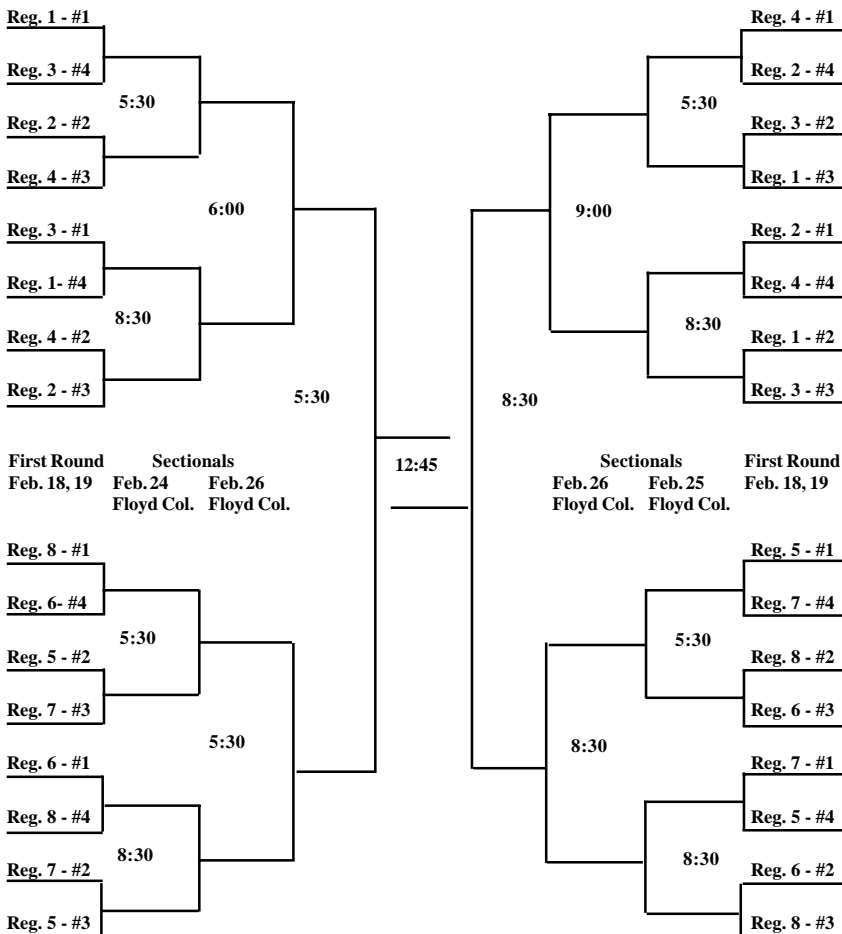 Reg. 1 - #1
Reg. 3 - #4
5:30
Reg. 2 - #2
Reg. 4 - #3
6:00
Reg. 3 - #1
Reg. 1- #4
8:30
Reg. 4 - #2
Reg. 2 - #3
5:30
Reg. 4 - #1
Reg. 2 - #4
5:30
Reg. 3 - #2
Reg. 1 - #3
9:00
Reg. 2 - #1
Reg. 4 - #4
8:30
Reg. 1 - #2
Reg. 3 - #3
8:30
First Round
Feb. 18, 19
Sectionals
Feb. 24 Feb. 26
Floyd Col. Floyd Col.
12:45
Sectionals
Feb. 26 Feb. 25
Floyd Col. Floyd Col.
First Round
Feb. 18, 19
Reg. 8 - #1
Reg. 6- #4
5:30
Reg. 5 - #2
Reg. 7 - #3
5:30
Reg. 6 - #1
Reg. 8 - #4
8:30
Reg. 7 - #2
Reg. 5 - #3
Reg. 5 - #1
Reg. 7 - #4
5:30
Reg. 8 - #2
Reg. 6 - #3
8:30
Reg. 7 - #1
Reg. 5 - #4
8:30
Reg. 6 - #2
Reg. 8 - #3